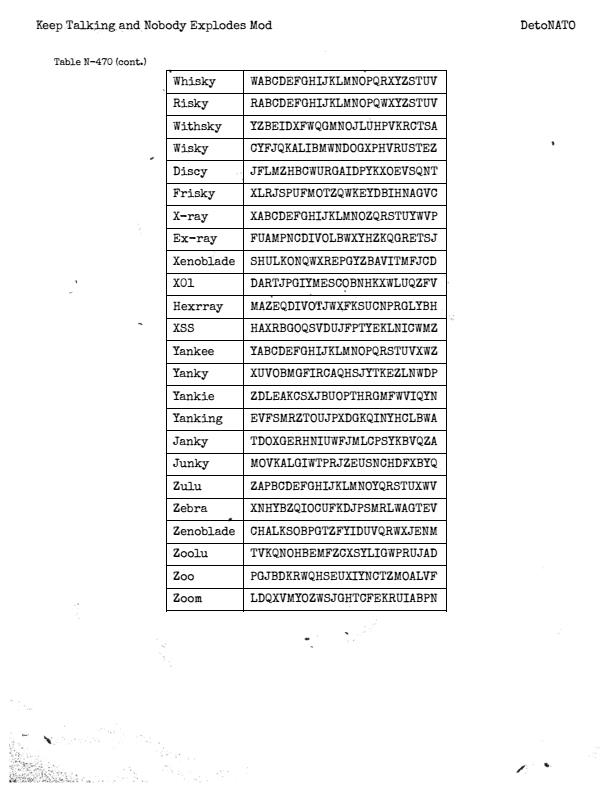 Keep Talking and Nobody Explodes Mod DetoNATO
Table N-470 (cont.)
Whisky WABCDEFGHIJKLMNOPQRXYZSTUV
Risky RABCDEFGHIJKLMNOPQWXYZSTUV
Withsky YZBEIDXFWQGMNOJLUHPVKRCTSA
Wisky CYFJQKALIBMWNDOGXPHVRUSTEZ
Discy JFLMZHBCWURGAIDPYKXOEVSQNT
Frisky XLRJSPUFMOTZQWKEYDBIHNAGVC
X-ray XABCDEFGHIJKLMNOZQRSTUYWVP
Ex-ray FUAMPNCDIVOLBWXYHZKQGRETSJ
Xenoblade SHULKONQWXREPGYZBAVITMFJCD
XOl DARTJPGIYMESCOBNHKXWLUQZFV
Hexrray MAZEQDIVOTJWXFKSUCNPRGLYBH
XSS HAXRBGOQSVDUJFPTYEKLNICWMZ
Yankee YABCDEFGHIJKLMNOPQRSTUVXWZ
Yanky XUVOBMGFIRCAQHSJYTKEZLNWDP
Yankie ZDLEAKCSXJBUOPTHRGMFWVIQYN
Yanking EVFSMRZTOUJPXDGKQINYHCLBWA
Janky TDOXGERHNIUWFJMLCPSYKBVQZA
Junky MOVKALGIWTPRJZEUSNCHDFXBYQ
Zulu ZAPBCDEFGHIJKLMNOYQRSTUXWV
Zebra XNHYBZQIOCUFKDJPSMRLWAGTEV
Zenoblade CHALKSOBPGTZFYIDUVQRWXJENM
Zoolu TVKQNOHBEMFZCXSYLIGWPRUJAD
Zoo PGJBDKRWQHSEUXIYNCTZMOALVF
Zoom LDQXVMYOZWSJGHTCFEKRUIABPN